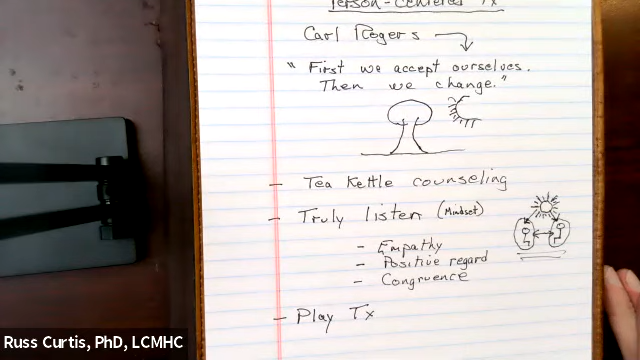 Person-Centered Tx
Carl Rogers
" First we accept ourselves.
Then we change."
- Tea Kettle counseling
- Truly listen (Mindset)
- Empathy
- Positive regard
- Congruence
- Play Tx
Russ Curtis, PhD, LCMHC